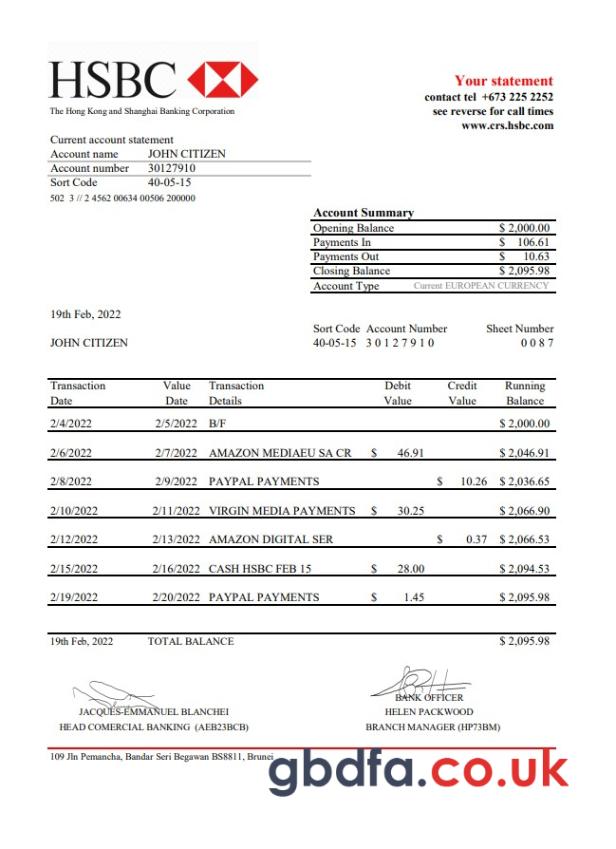 HSBC
The Hong Kong and Shanghai Banking Corporation
Your statement
contact tel +673 225 2252
see reverse for call times
www.crs.hsbc.com
Current account statement
Account name JOHN CITIZEN
Account number 30127910
Sort Code 40-05-15
502 3 // 2 4562 00634 00506 200000
Account Summary
Opening Balance $ 2,000.00
Payments In $ 106.61
Payments Out $ 10.63
Closing Balance $ 2,095.98
Account Type Current EUROPEAN CURRENCY
19th Feb, 2022
Sort Code Account Number Sheet Number
JOHN CITIZEN 40-05-15 3 0 1 2 7 9 1 0 0 0 8 7
Transaction Value Transaction Debit Credit Running
Date Date Details Value Value Balance
2/4/2022 2/5/2022 B/F $ 2,000.00
2/6/2022 2/7/2022 AMAZON MEDIAEU SA CR $ 46.91 $ 2,046.91
2/8/2022 2/9/2022 PAYPAL PAYMENTS $ 10.26 $ 2,036.65
2/10/2022 2/11/2022 VIRGIN MEDIA PAYMENTS $ 30.25 $ 2,066.90
2/12/2022 2/13/2022 AMAZON DIGITAL SER $ 0.37 $ 2,066.53
2/15/2022 2/16/2022 CASH HSBC FEB 15 $ 28.00 $ 2,094.53
2/19/2022 2/20/2022 PAYPAL PAYMENTS $ 1.45 $ 2,095.98
19th Feb, 2022 TOTAL BALANCE $ 2,095.98
BANK OFFICER
JACQUES-EMMANUEL BLANCHEI HELEN PACKWOOD
HEAD COMERCIAL BANKING (AEB23BCB) BRANCH MANAGER (HP73BM)
109 Jln Pemancha, Bandar Seri Begawan BS8811, Brunei
gbdfa.co.uk